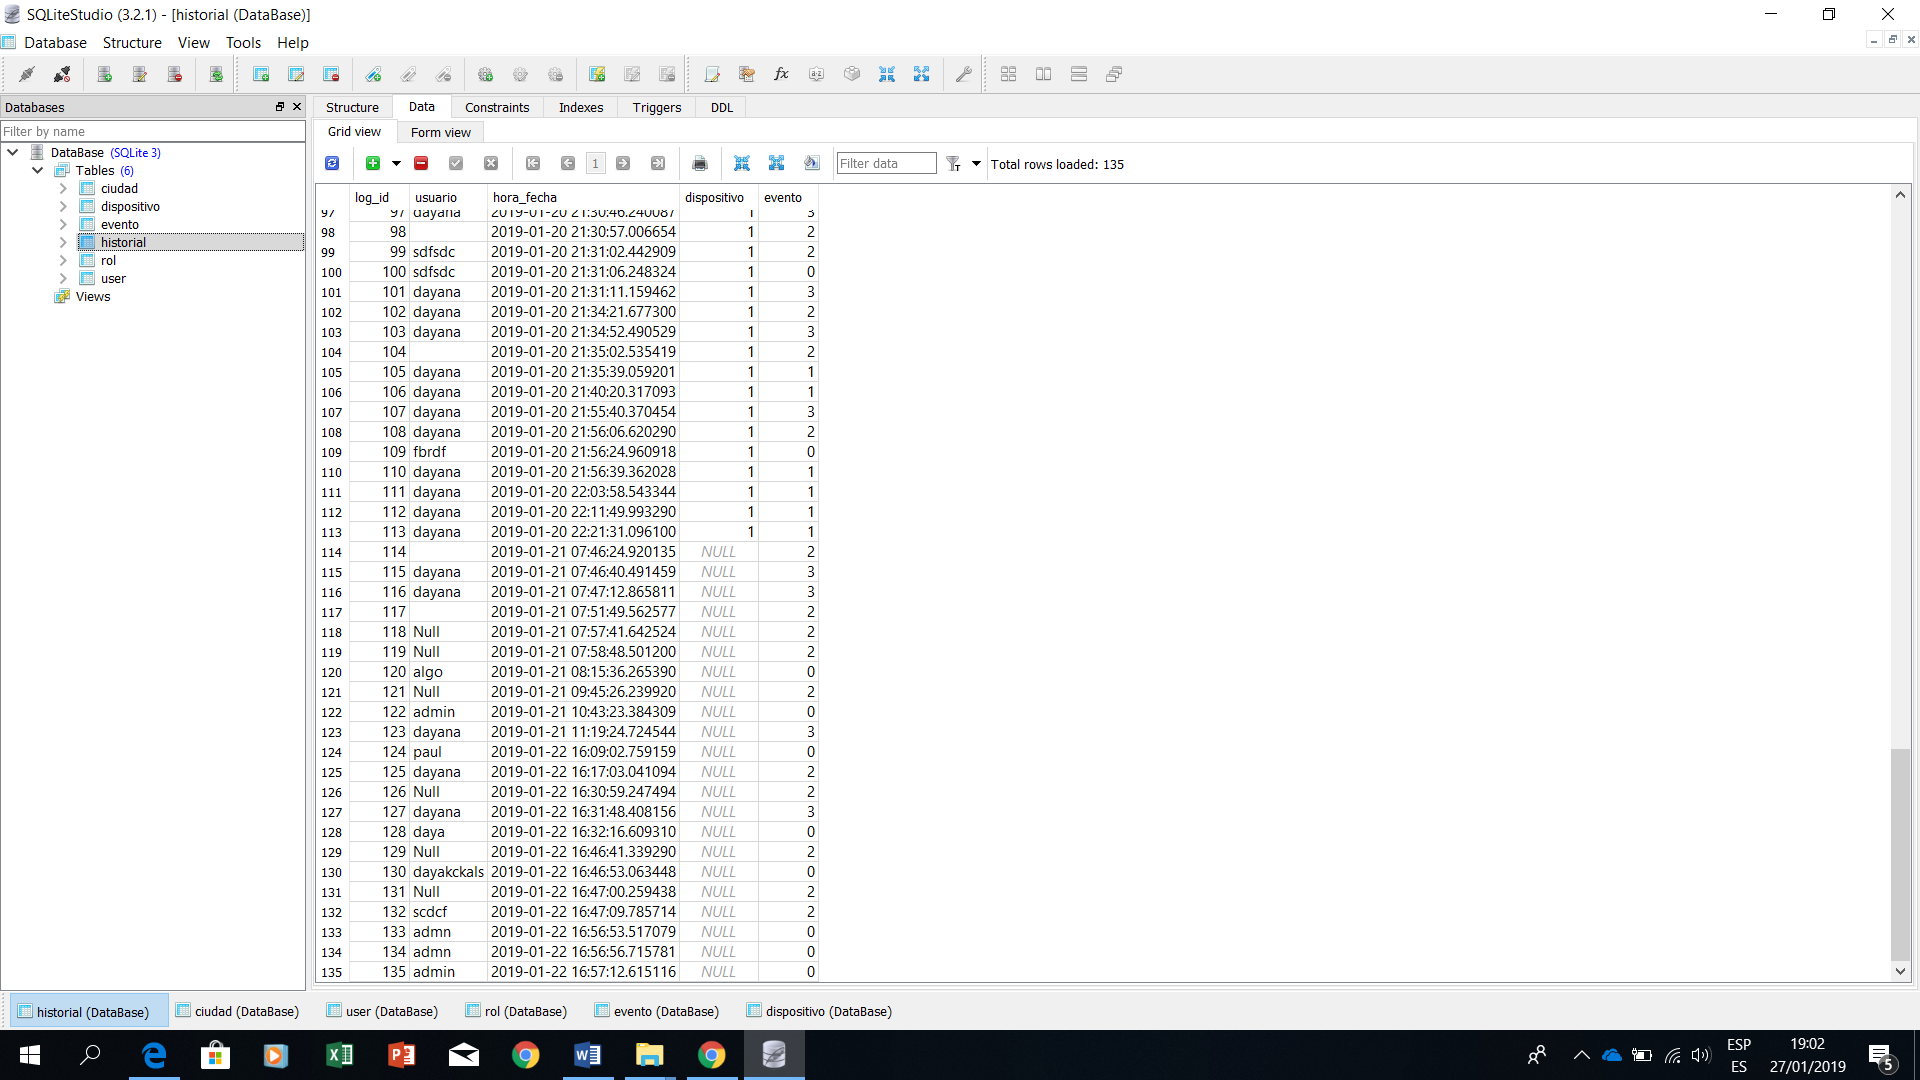 SQLiteStudio (3.2.1) - [historial (DataBase)]
Database Structure View Tools Help
Databases
Filter by name
DataBase (SQLite 3)
Tables (6)
ciudad
dispositivo
evento
historial
rol
user
Views
Structure Data Constraints Indexes Triggers DDL
Grid view Form view
1 Filter data Total rows loaded: 135
log_id usuario hora_fecha dispositivo evento
97 97 dayana 2019-01-20 21:30:46.240087 1 3
98 98 2019-01-20 21:30:57.006654 1 2
99 99 sdfsdc 2019-01-20 21:31:02.442909 1 2
100 100 sdfsdc 2019-01-20 21:31:06.248324 1 0
101 101 dayana 2019-01-20 21:31:11.159462 1 3
102 102 dayana 2019-01-20 21:34:21.677300 1 2
103 103 dayana 2019-01-20 21:34:52.490529 1 3
104 104 2019-01-20 21:35:02.535419 1 2
105 105 dayana 2019-01-20 21:35:39.059201 1 1
106 106 dayana 2019-01-20 21:40:20.317093 1 1
107 107 dayana 2019-01-20 21:55:40.370454 1 3
108 108 dayana 2019-01-20 21:56:06.620290 1 2
109 109 fbrdf 2019-01-20 21:56:24.960918 1 0
110 110 dayana 2019-01-20 21:56:39.362028 1 1
111 111 dayana 2019-01-20 22:03:58.543344 1 1
112 112 dayana 2019-01-20 22:11:49.993290 1 1
113 113 dayana 2019-01-20 22:21:31.096100 1 1
114 114 2019-01-21 07:46:24.920135 NULL 2
115 115 dayana 2019-01-21 07:46:40.491459 NULL 3
116 116 dayana 2019-01-21 07:47:12.865811 NULL 3
117 117 2019-01-21 07:51:49.562577 NULL 2
118 118 Null 2019-01-21 07:57:41.642524 NULL 2
119 119 Null 2019-01-21 07:58:48.501200 NULL 2
120 120 algo 2019-01-21 08:15:36.265390 NULL 0
121 121 Null 2019-01-21 09:45:26.239920 NULL 2
122 122 admin 2019-01-21 10:43:23.384309 NULL 0
123 123 dayana 2019-01-21 11:19:24.724544 NULL 3
124 124 paul 2019-01-22 16:09:02.759159 NULL 0
125 125 dayana 2019-01-22 16:17:03.041094 NULL 2
126 126 Null 2019-01-22 16:30:59.247494 NULL 2
127 127 dayana 2019-01-22 16:31:48.408156 NULL 3
128 128 daya 2019-01-22 16:32:16.609310 NULL 0
129 129 Null 2019-01-22 16:46:41.339290 NULL 2
130 130 dayakckals 2019-01-22 16:46:53.063448 NULL 0
131 131 Null 2019-01-22 16:47:00.259438 NULL 2
132 132 scdcf 2019-01-22 16:47:09.785714 NULL 2
133 133 admn 2019-01-22 16:56:53.517079 NULL 0
134 134 admn 2019-01-22 16:56:56.715781 NULL 0
135 135 admin 2019-01-22 16:57:12.615116 NULL 0
historial (DataBase) ciudad (DataBase) user (DataBase) rol (DataBase) evento (DataBase) dispositivo (DataBase)
ESP 19:02
ES 27/01/2019 5